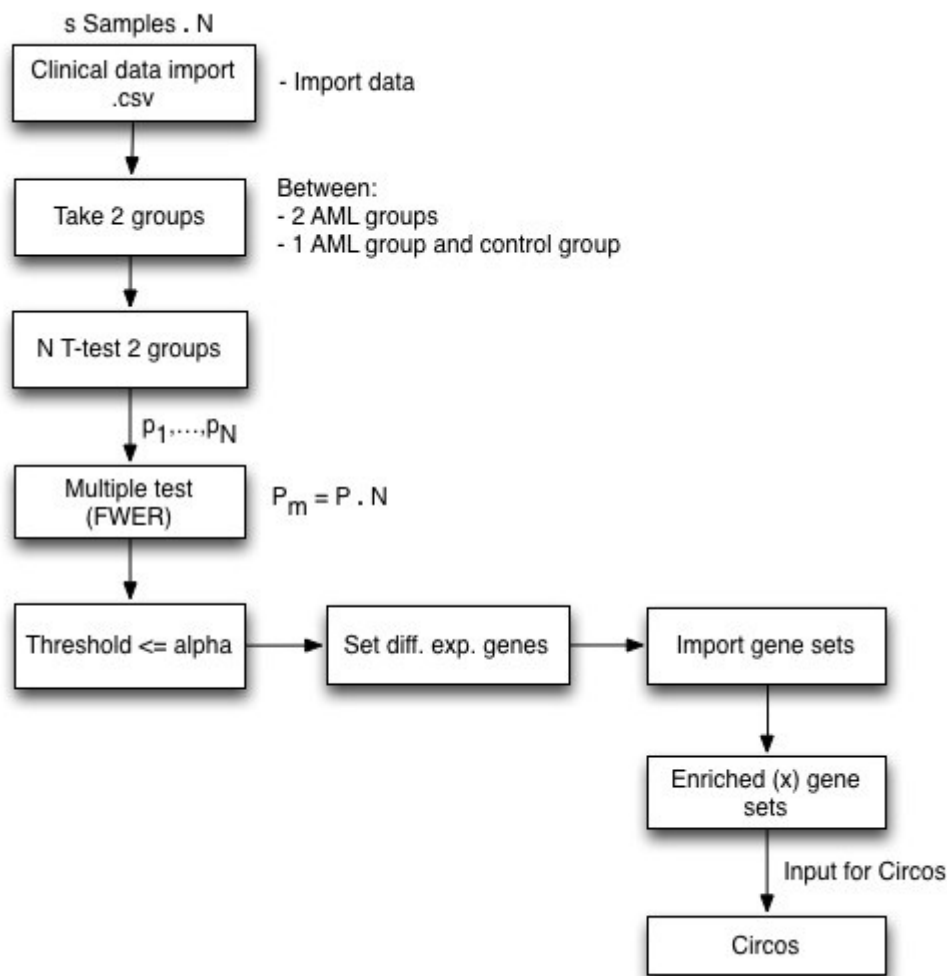 s Samples . N
Clinical data import
.csv
- Import data
Take 2 groups
Between:
- 2 AML groups
- 1 AML group and control group
N T-test 2 groups
p1,...,pN
Multiple test
(FWER)
Pm = P . N
Threshold <= alpha
Set diff. exp. genes
Import gene sets
Enriched (x) gene
sets
Input for Circos
Circos